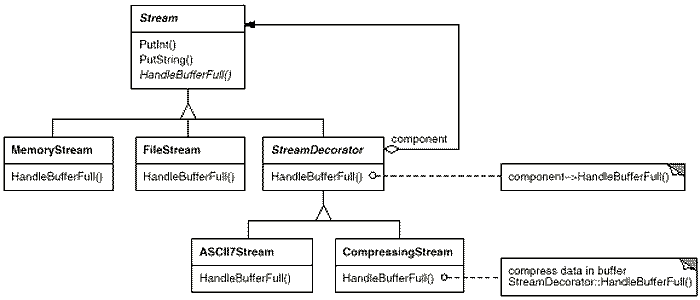 Stream
PutInt()
PutString()
HandleBufferFull()
component
MemoryStream
HandleBufferFull()
FileStream
HandleBufferFull()
StreamDecorator
HandleBufferFull()
component->HandleBufferFull()
ASCII7Stream
HandleBufferFull()
CompressingStream
HandleBufferFull()
compress data in buffer
StreamDecorator::HandleBufferFull()